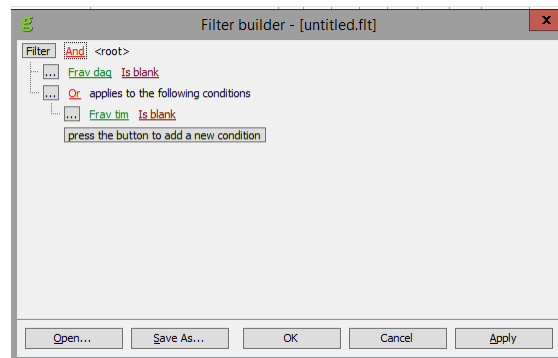 Filter builder - [untitled.flt]
x
Filter And <root>
... Frav dag Is blank
... Or applies to the following conditions
... Frav tim Is blank
press the button to add a new condition
Open... Save As... OK Cancel Apply